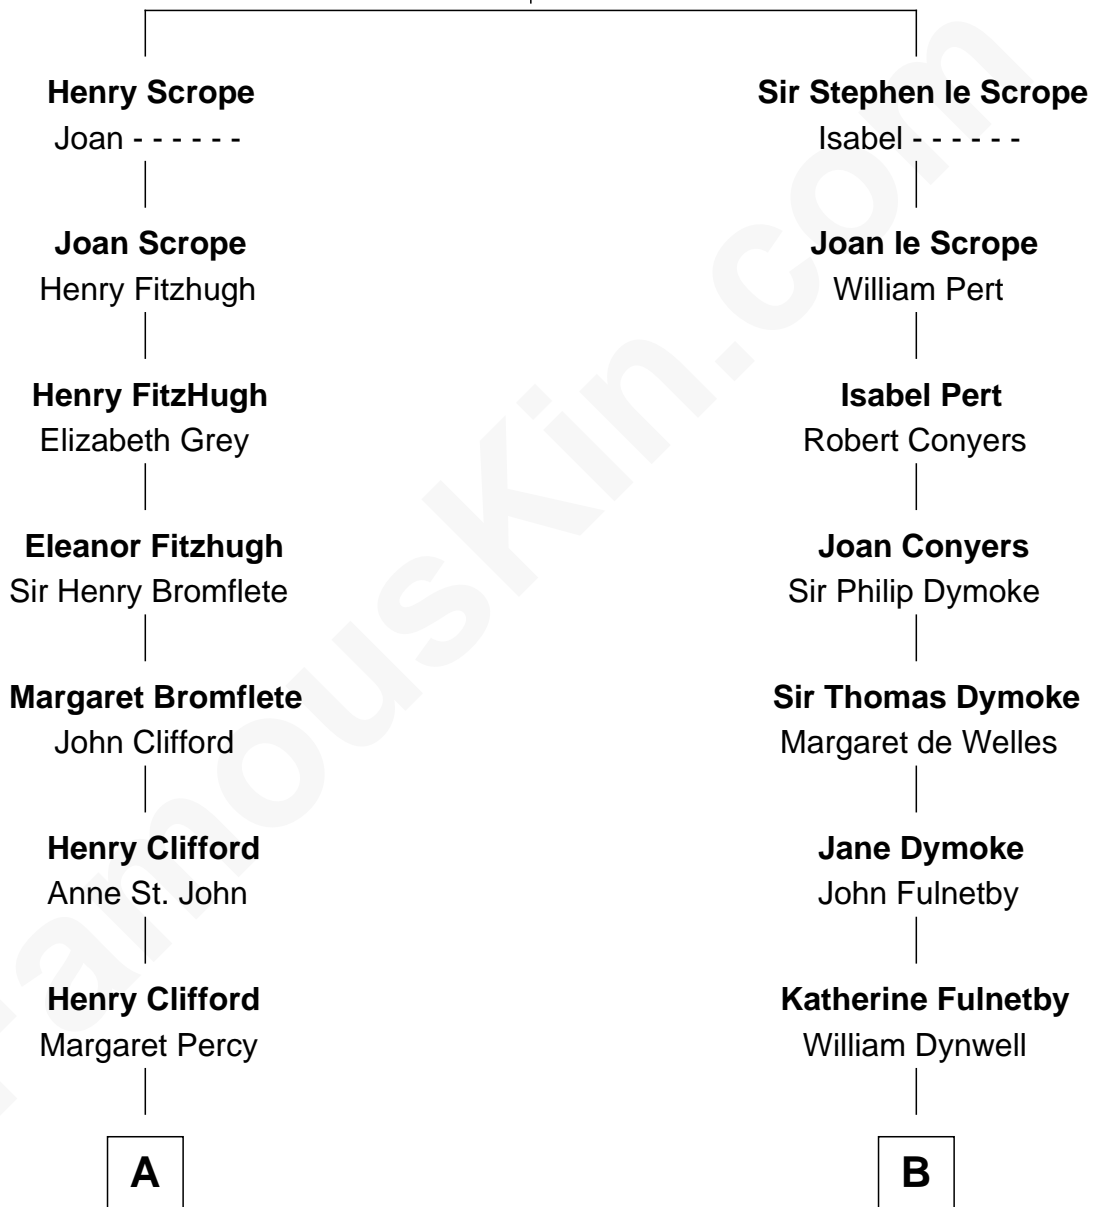 Henry Scrope
Joan - - - - - -
Joan Scrope
Henry Fitzhugh
Henry FitzHugh
Elizabeth Grey
Eleanor Fitzhugh
Sir Henry Bromflete
Margaret Bromflete
John Clifford
Henry Clifford
Anne St. John
Henry Clifford
Margaret Percy
A
Sir Stephen le Scrope
Isabel - - - - - -
Joan le Scrope
William Pert
Isabel Pert
Robert Conyers
Joan Conyers
Sir Philip Dymoke
Sir Thomas Dymoke
Margaret de Welles
Jane Dymoke
John Fulnetby
Katherine Fulnetby
William Dynwell
B
FamousKin.com